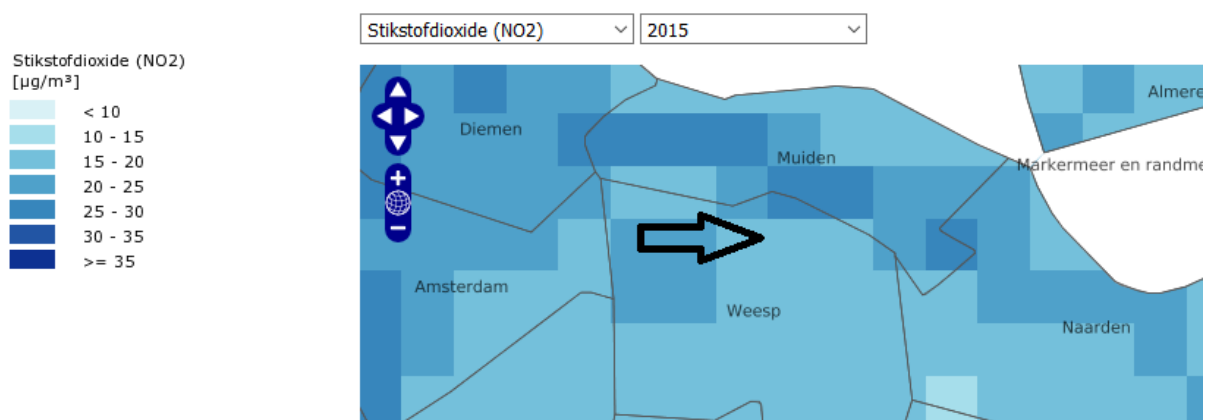 Stikstofdioxide (NO2) 2015
Stikstofdioxide (NO2)
[µg/m³]
< 10
10 - 15
15 - 20
20 - 25
25 - 30
30 - 35
>= 35
Almere
Diemen
Muiden
Markermeer en randme
Amsterdam
Weesp
Naarden